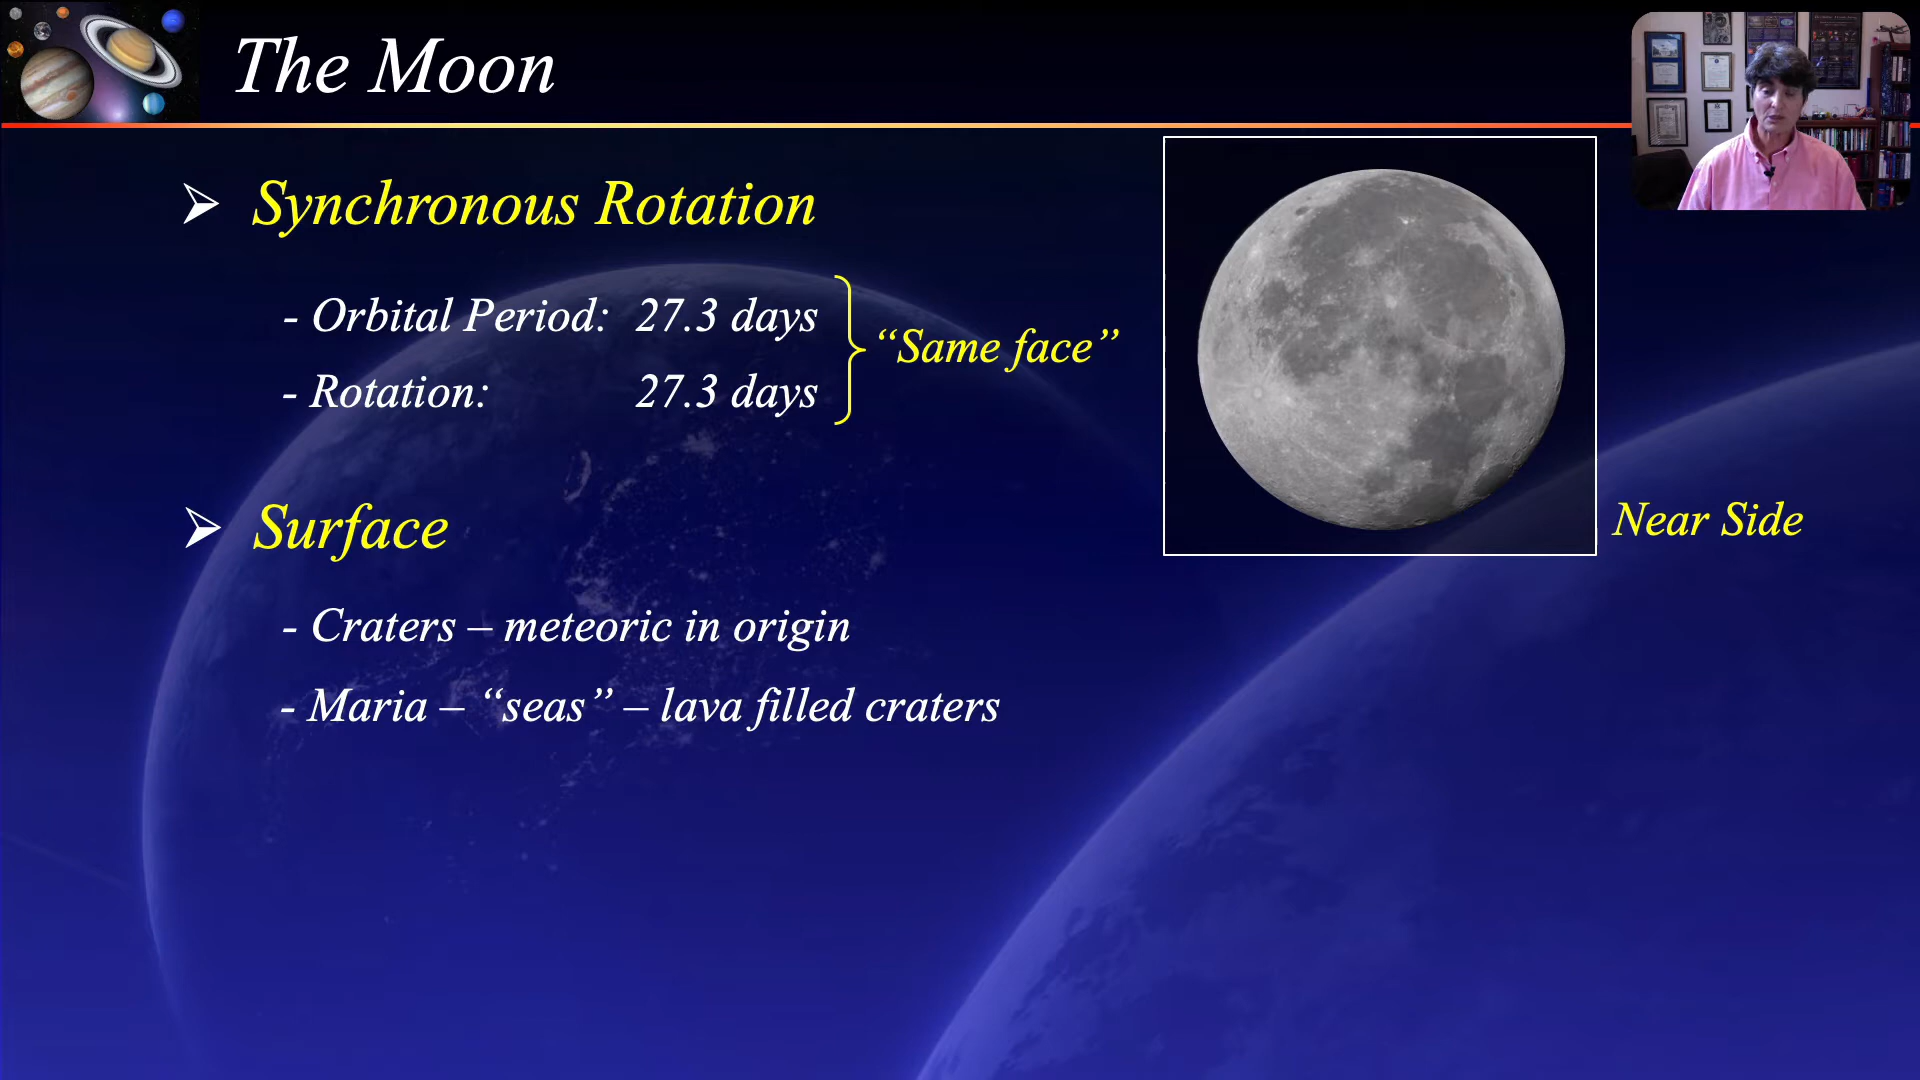 The Moon
➢ Synchronous Rotation
- Orbital Period: 27.3 days
- Rotation: 27.3 days
“Same face”
➢ Surface
- Craters – meteoric in origin
- Maria – “seas” – lava filled craters
Near Side